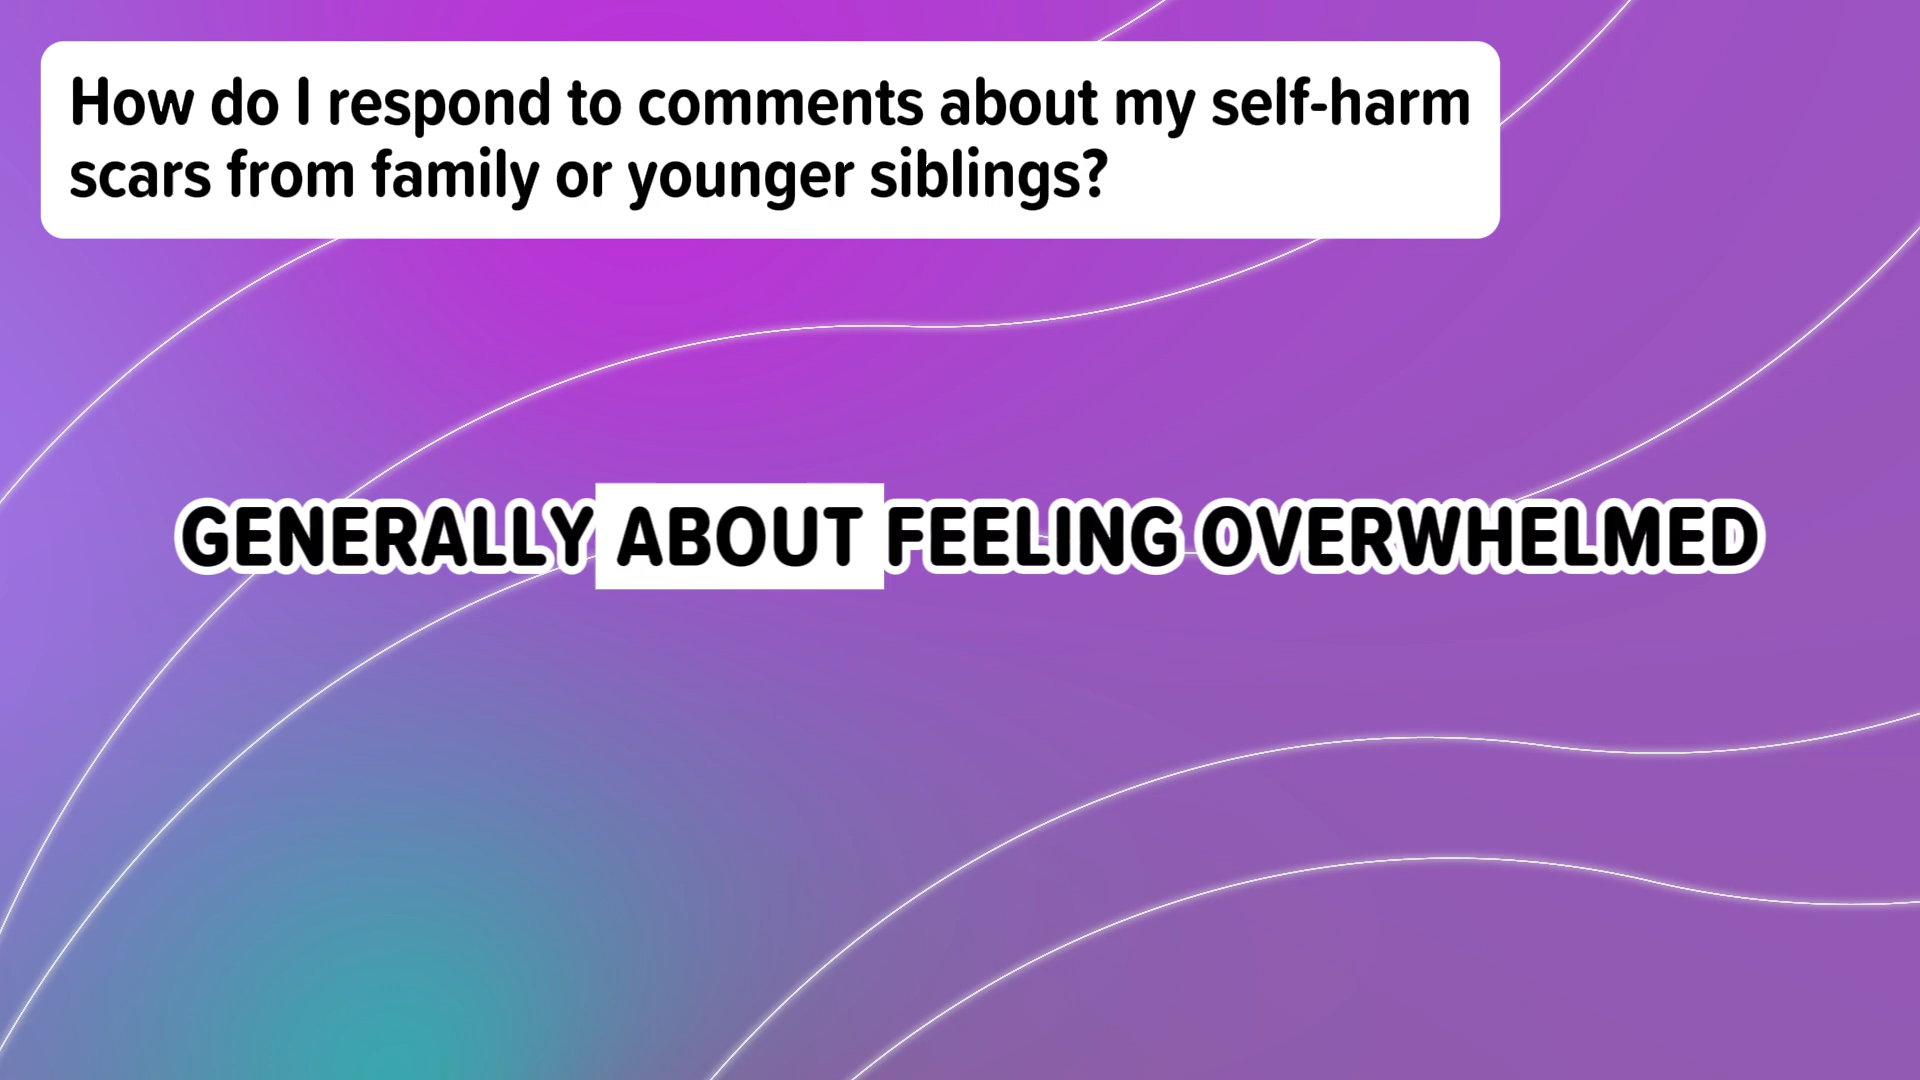 How do I respond to comments about my self-harm
scars from family or younger siblings?
GENERALLY ABOUT FEELING OVERWHELMED